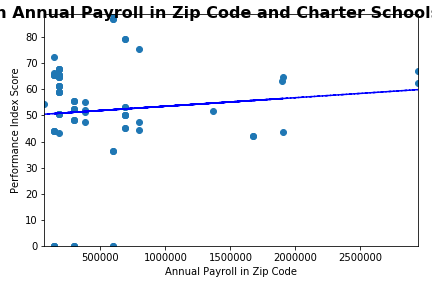 Annual Payroll in Zip Code and Charter Schools
Performance Index Score
80
70
60
50
40
30
20
10
0
500000 1000000 1500000 2000000 2500000
Annual Payroll in Zip Code